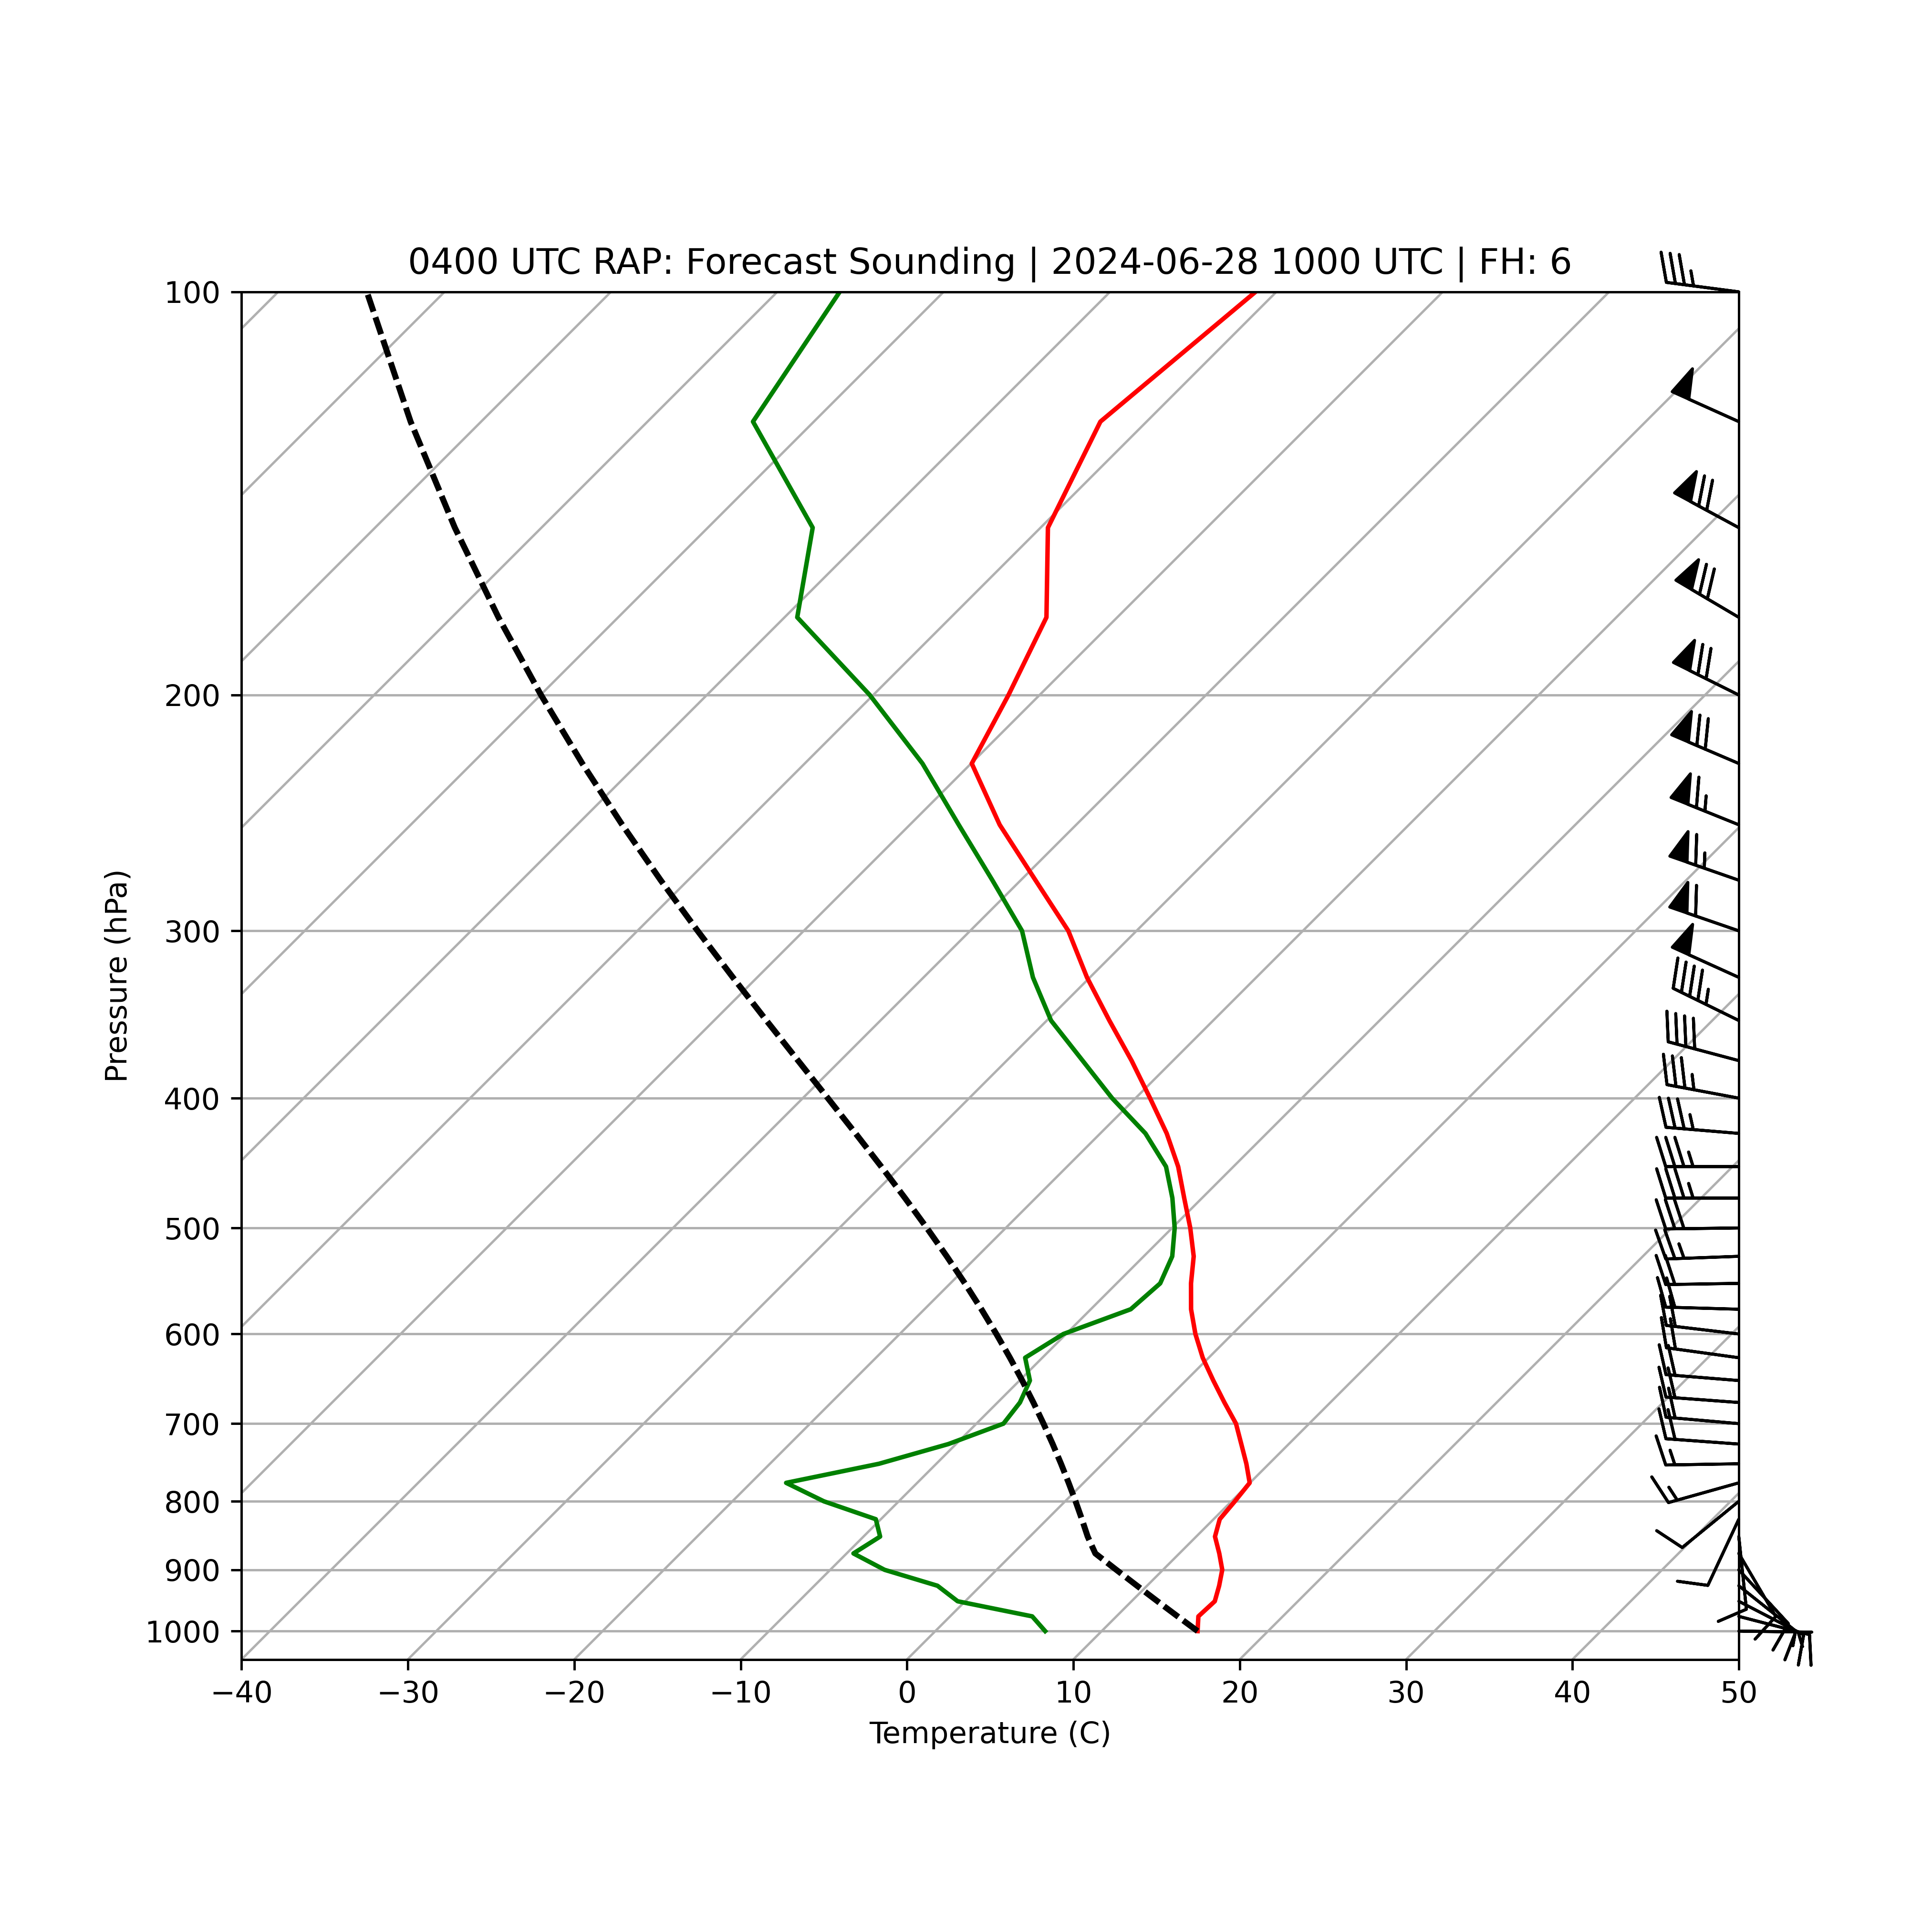 0400 UTC RAP: Forecast Sounding | 2024-06-28 1000 UTC | FH: 6
100
200
300
400
500
600
700
800
900
1000
Pressure (hPa)
−40 −30 −20 −10 0 10 20 30 40 50
Temperature (C)